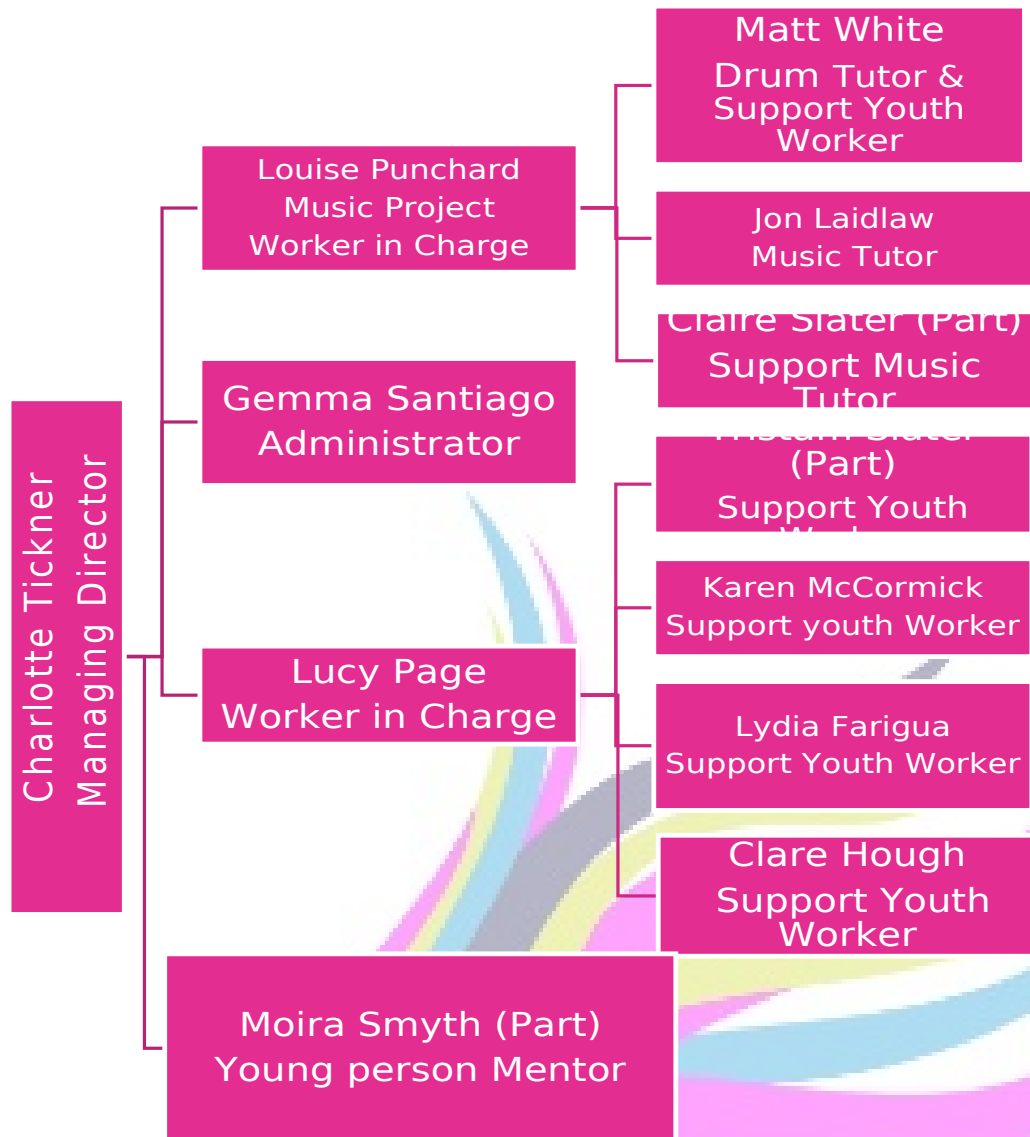 Charlotte Tickner
Managing Director
Louise Punchard
Music Project
Worker in Charge
Gemma Santiago
Administrator
Lucy Page
Worker in Charge
Moira Smyth (Part)
Young person Mentor
Matt White
Drum Tutor &
Support Youth
Worker
Jon Laidlaw
Music Tutor
Claire Slater (Part)
Support Music
Tutor
Slater
(Part)
Support Youth
Karen McCormick
Support youth Worker
Lydia Farigua
Support Youth Worker
Clare Hough
Support Youth
Worker